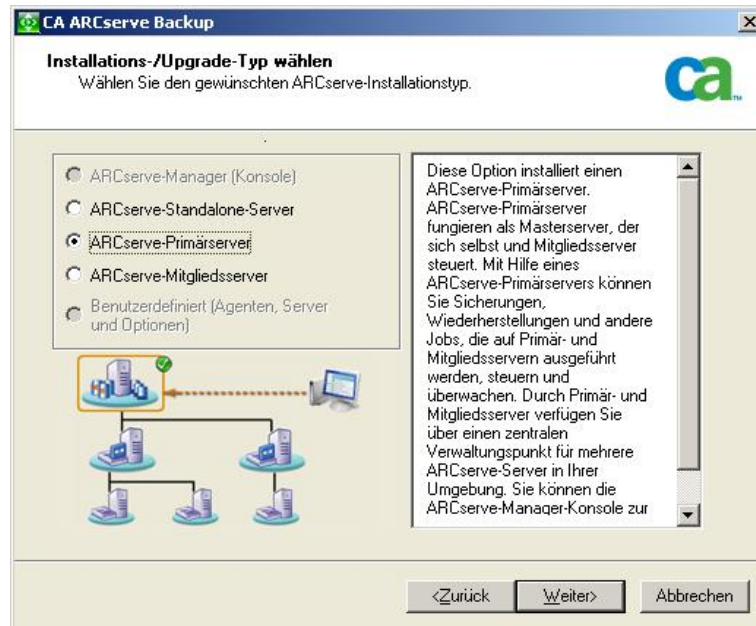 CA ARCserve Backup
Installations-/Upgrade-Typ wählen
Wählen Sie den gewünschten ARCserve-Installationstyp.
ca
TM
ARCserve-Manager (Konsole)
ARCserve-Standalone-Server
ARCserve-Primärserver
ARCserve-Mitgliedsserver
Benutzerdefiniert (Agenten, Server
und Optionen)
Diese Option installiert einen
ARCserve-Primärserver.
ARCserve-Primärserver
fungieren als Masterserver, der
sich selbst und Mitgliedsserver
steuert. Mit Hilfe eines
ARCserve-Primärservers können
Sie Sicherungen,
Wiederherstellungen und andere
Jobs, die auf Primär- und
Mitgliedsservern ausgeführt
werden, steuern und
überwachen. Durch Primär- und
Mitgliedsserver verfügen Sie
über einen zentralen
Verwaltungspunkt für mehrere
ARCserve-Server in Ihrer
Umgebung. Sie können die
ARCserve-Manager-Konsole zur
<Zurück
Weiter>
Abbrechen